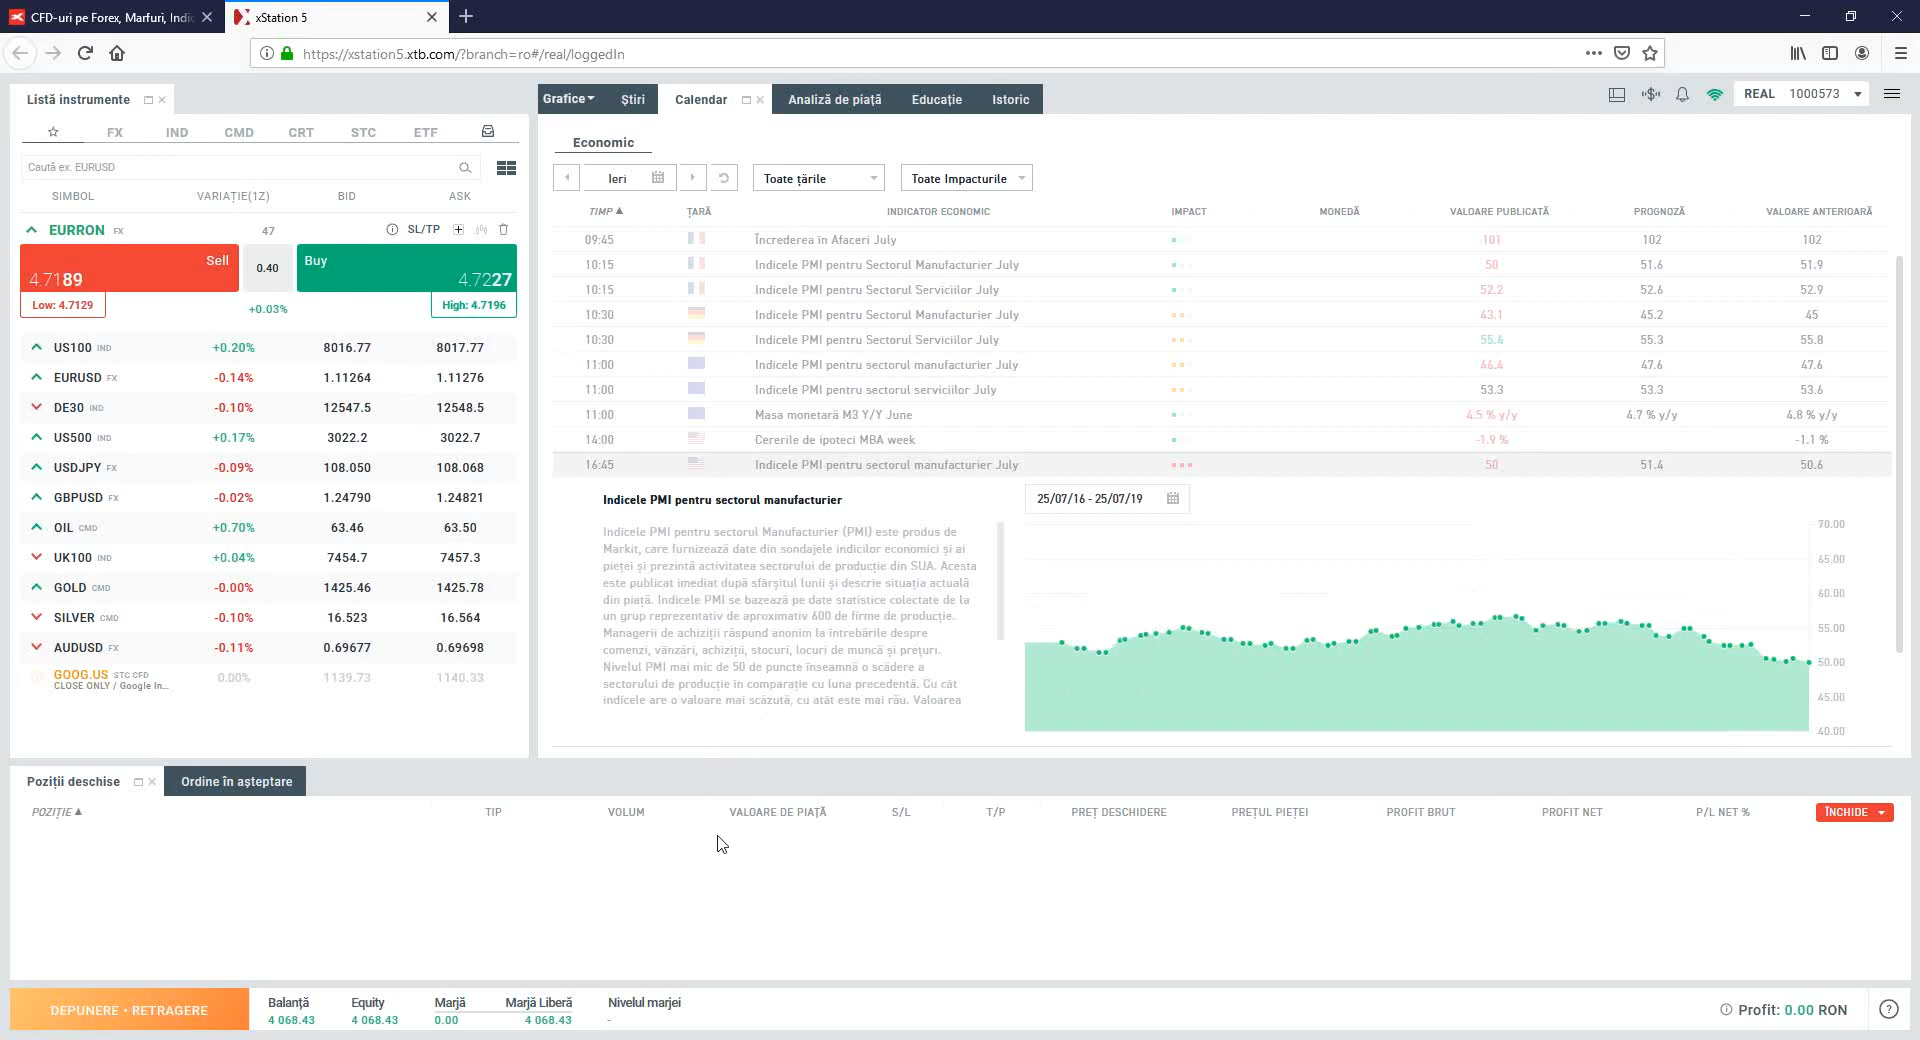 CFD-uri pe Forex, Marfuri, Indic
xStation 5
https://xstation5.xtb.com/?branch=ro#/real/loggedIn
Listă instrumente
Grafice
Știri
Calendar
Analiză de piață
Educație
Istoric
REAL 1000573
FX IND CMD CRT STC ETF
Caută ex. EURUSD
SIMBOL VARIAȚIE(1Z) BID ASK
EURRON FX 47 SL/TP
Sell
4.7189
0.40
Buy
4.7227
Low: 4.7129
+0.03%
High: 4.7196
US100 IND +0.20% 8016.77 8017.77
EURUSD FX -0.14% 1.11264 1.11276
DE30 IND -0.10% 12547.5 12548.5
US500 IND +0.17% 3022.2 3022.7
USDJPY FX -0.09% 108.050 108.068
GBPUSD FX -0.02% 1.24790 1.24821
OIL CMD +0.70% 63.46 63.50
UK100 IND +0.04% 7454.7 7457.3
GOLD CMD -0.00% 1425.46 1425.78
SILVER CMD -0.10% 16.523 16.564
AUDUSD FX -0.11% 0.69677 0.69698
GOOG.US STC CFD 0.00% 1139.73 1140.33
CLOSE ONLY / Google In...
Economic
Ieri
Toate țările
Toate Impacturile
TIMP ▲ ȚARĂ INDICATOR ECONOMIC IMPACT MONEDĂ VALOARE PUBLICATĂ PROGNOZĂ VALOARE ANTERIOARĂ
09:45 Încrederea în Afaceri July 101 102 102
10:15 Indicele PMI pentru Sectorul Manufacturier July 50 51.6 51.9
10:15 Indicele PMI pentru Sectorul Serviciilor July 52.2 52.6 52.9
10:30 Indicele PMI pentru Sectorul Manufacturier July 43.1 45.2 45
10:30 Indicele PMI pentru Sectorul Serviciilor July 55.4 55.3 55.8
11:00 Indicele PMI pentru sectorul manufacturier July 46.4 47.6 47.6
11:00 Indicele PMI pentru sectorul serviciilor July 53.3 53.3 53.6
11:00 Masa monetară M3 Y/Y June 4.5 % y/y 4.7 % y/y 4.8 % y/y
14:00 Cererile de ipoteci MBA week -1.9 % -1.1 %
16:45 Indicele PMI pentru sectorul manufacturier July 50 51.4 50.6
Indicele PMI pentru sectorul manufacturier
Indicele PMI pentru sectorul Manufacturier (PMI) este produs de
Markit, care furnizează date din sondajele indicilor economici și ai
pieței și prezintă activitatea sectorului de producție din SUA. Acesta
este publicat imediat după sfârșitul lunii și descrie situația actuală
din piață. Indicele PMI se bazează pe date statistice colectate de la
un grup reprezentativ de aproximativ 600 de firme de producție.
Managerii de achiziții răspund anonim la întrebările despre
comenzi, vânzări, achiziții, stocuri, locuri de muncă și prețuri.
Nivelul PMI mai mic de 50 de puncte înseamnă o scădere a
sectorului de producție în comparație cu luna precedentă. Cu cât
indicele are o valoare mai scăzută, cu atât este mai rău. Valoarea
25/07/16 - 25/07/19
70.00
65.00
60.00
55.00
50.00
45.00
40.00
Poziții deschise
Ordine în așteptare
POZIȚIE ▲ TIP VOLUM VALOARE DE PIAȚĂ S/L T/P PREȚ DESCHIDERE PREȚUL PIEȚEI PROFIT BRUT PROFIT NET P/L NET % ÎNCHIDE
DEPUNERE • RETRAGERE
Balanță Equity Marjă Marjă Liberă Nivelul marjei
4 068.43 4 068.43 0.00 4 068.43 -
Profit: 0.00 RON